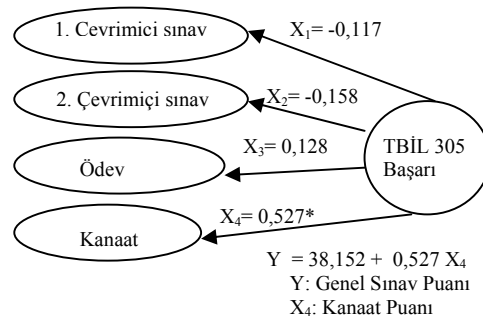 1. Cevrimici sınav
X1= -0,117
2. Çevrimiçi sınav
X2= -0,158
X3= 0,128
TBİL 305
Başarı
Ödev
X4= 0,527*
Kanaat
Y = 38,152 + 0,527 X4
Y: Genel Sınav Puanı
X4: Kanaat Puanı